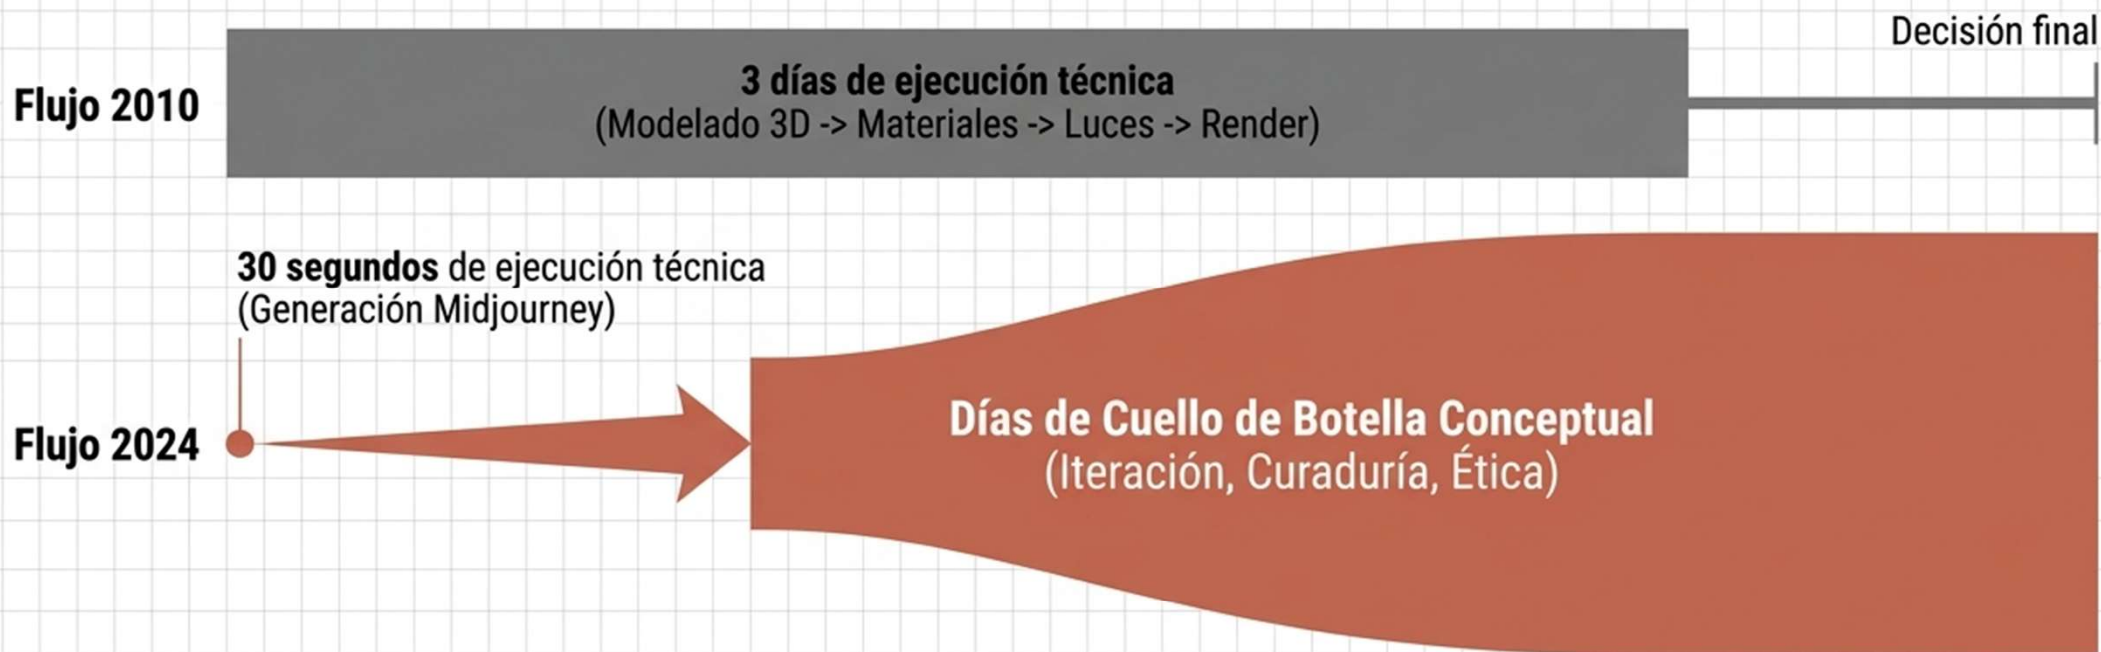 Decisión final
Flujo 2010
3 días de ejecución técnica
(Modelado 3D -> Materiales -> Luces -> Render)
30 segundos de ejecución técnica
(Generación Midjourney)
Flujo 2024
Días de Cuello de Botella Conceptual
(Iteración, Curaduría, Ética)